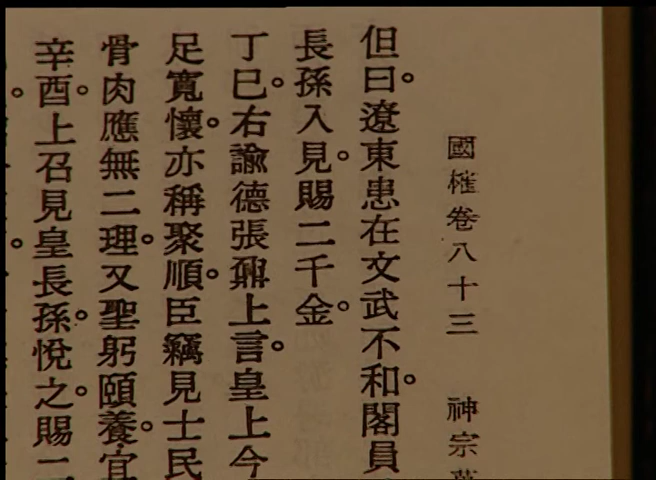 國榷卷八十三 神宗萬
但曰。遼東患在文武不和。閣員
長孫入見。賜二千金。
丁巳。右諭德張鼐上言。皇上今
足寬懷。亦稱聚順。臣竊見士民
骨肉應無二理。又聖躬頤養。宜
辛酉。上召見皇長孫。悅之。賜二